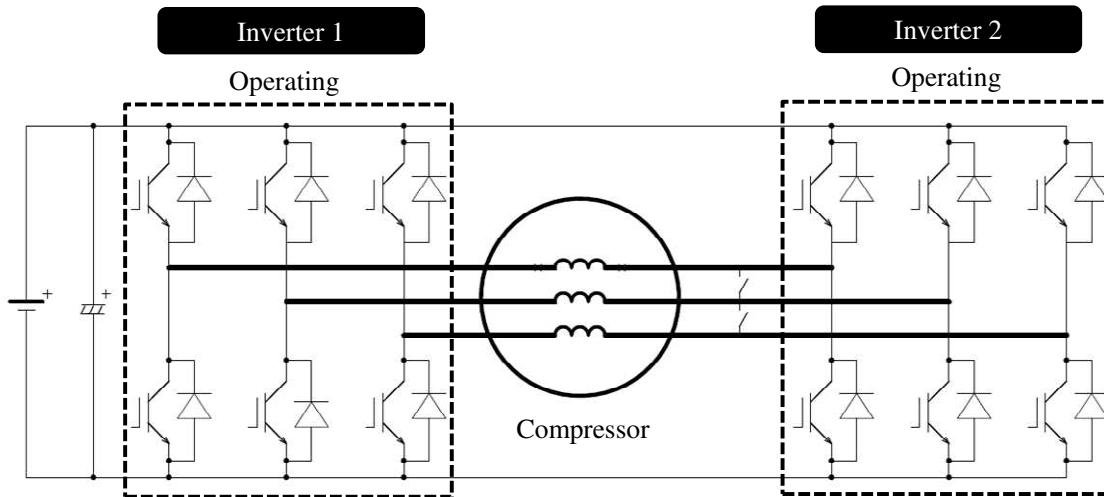 Inverter 1
Inverter 2
Operating
Operating
+
+
Compressor